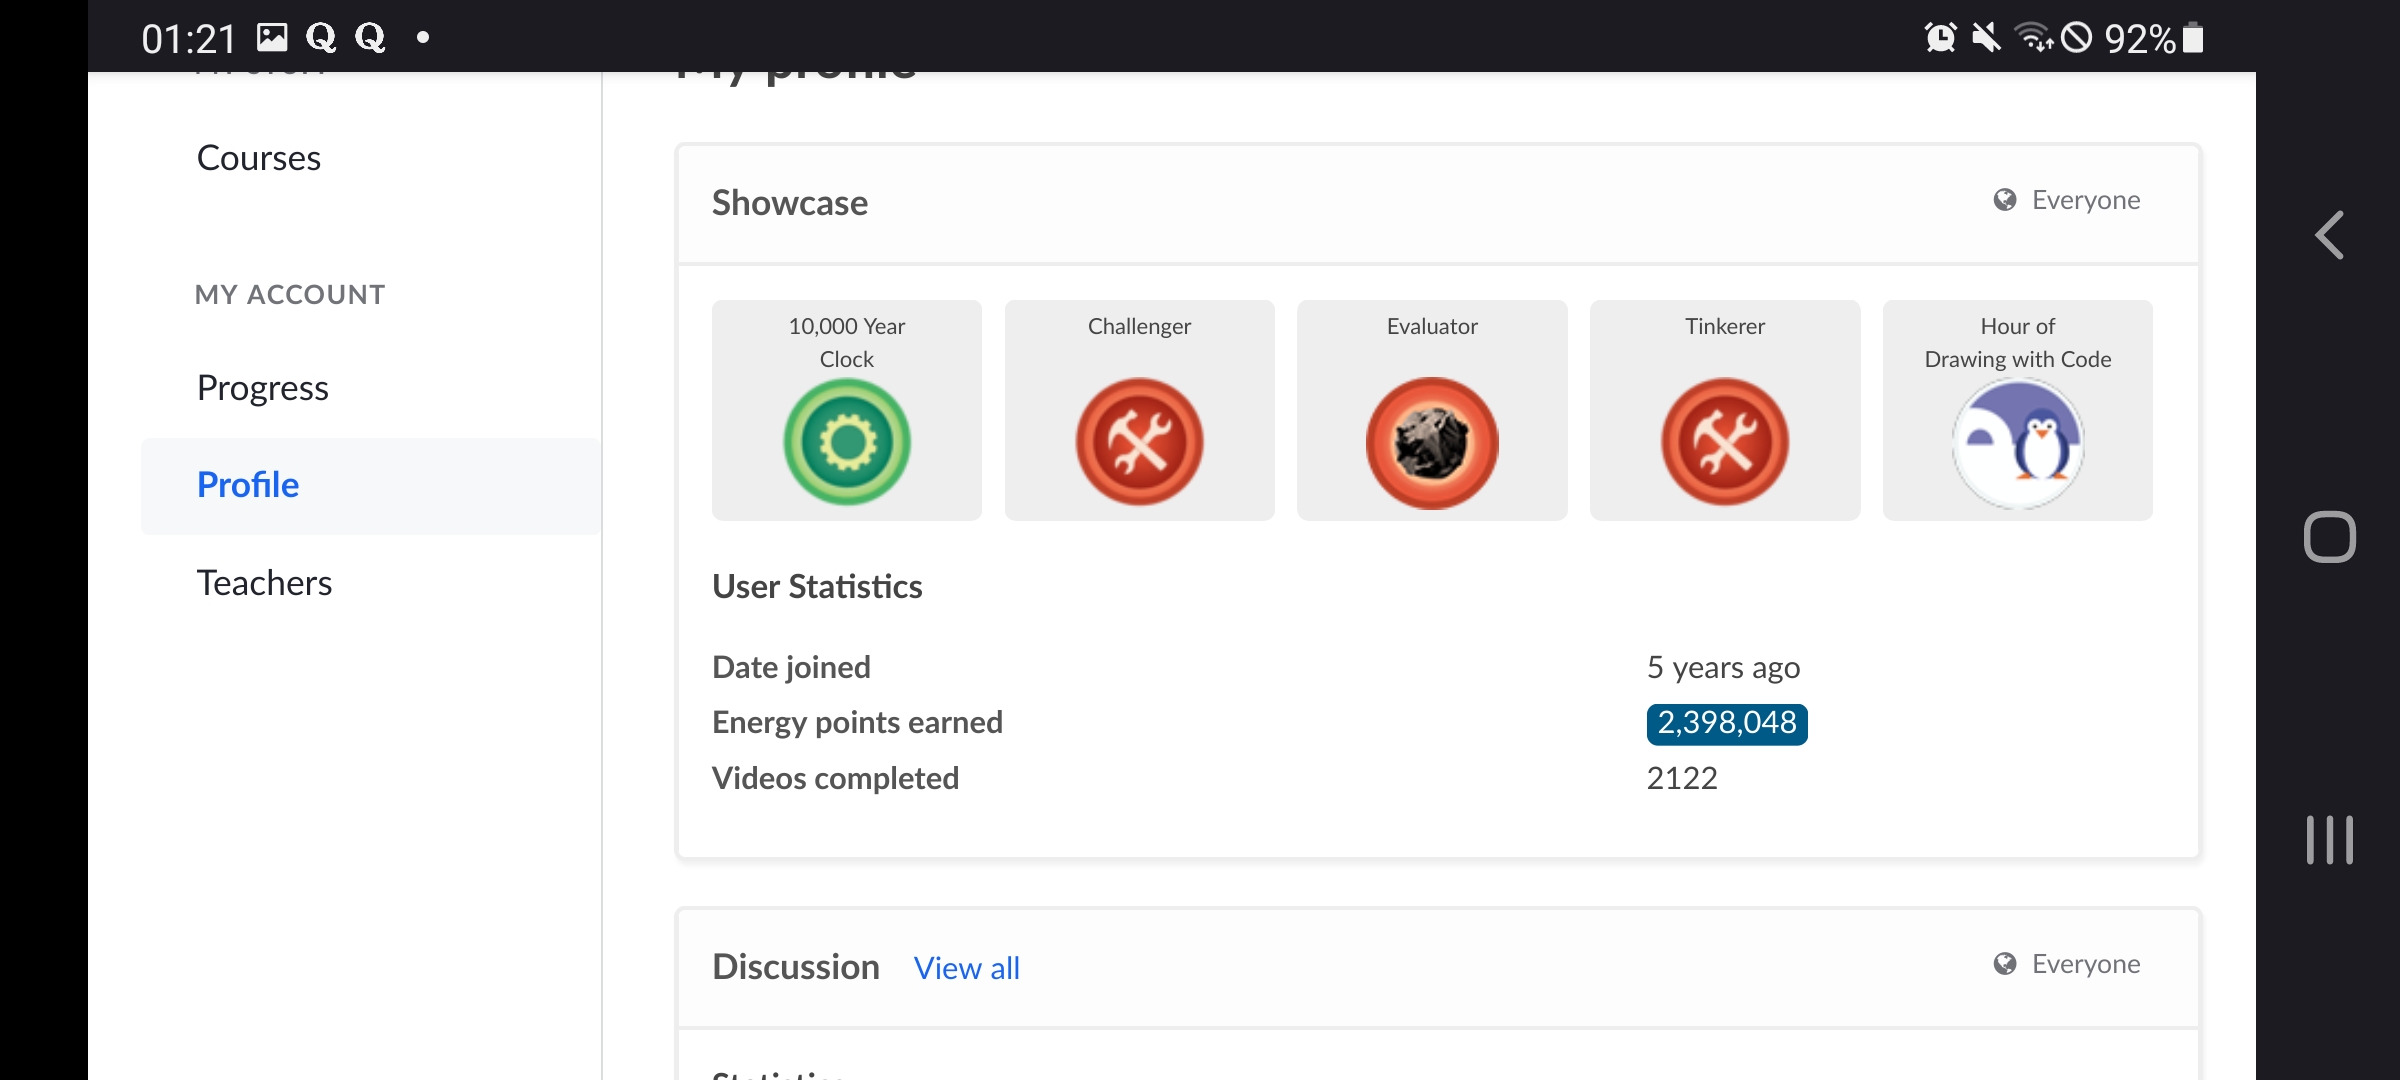 01:21
92%
My profile
Courses
MY ACCOUNT
Progress
Profile
Teachers
Showcase
Everyone
10,000 Year
Clock
Challenger
Evaluator
Tinkerer
Hour of
Drawing with Code
User Statistics
Date joined
5 years ago
Energy points earned
2,398,048
Videos completed
2122
Discussion
View all
Everyone